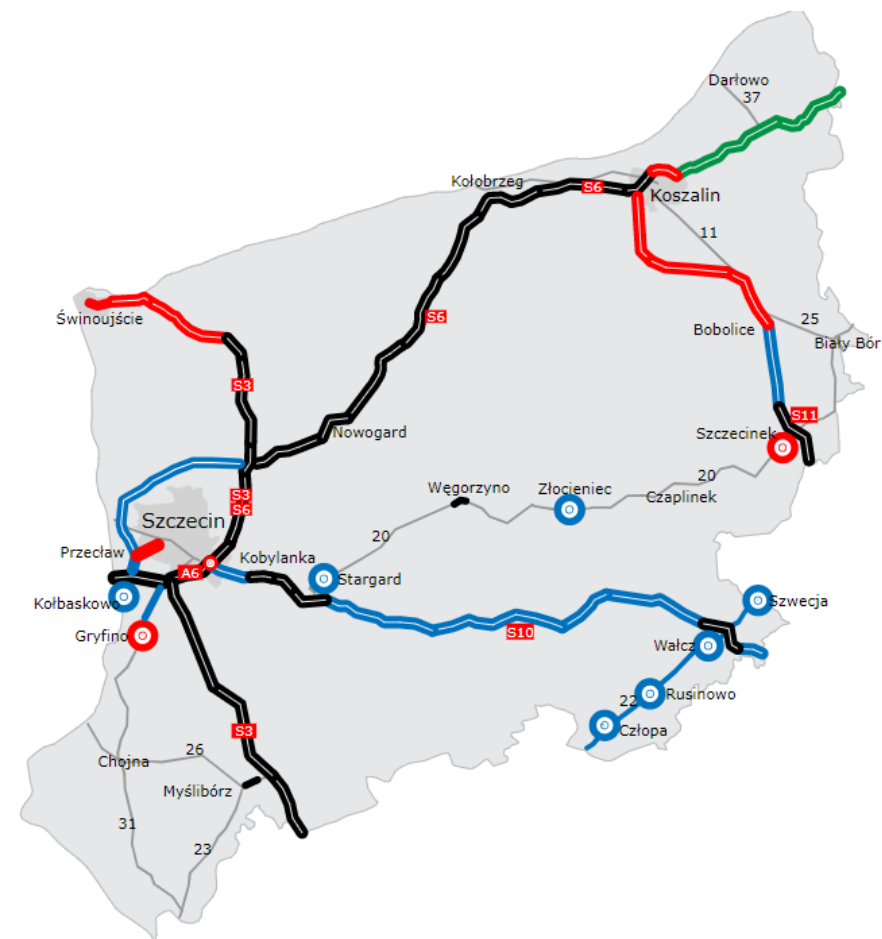 Darłowo
37
Kołobrzeg
S6
Koszalin
11
Świnoujście
S6
25
Bobolice
Biały Bór
S3
S11
Nowogard
Szczecinek
20
Węgorzyno
Złocieniec
Czaplinek
S3
S6
Szczecin
20
Przecław
Kobylanka
A6
Stargard
Kołbaskowo
Szwecja
S10
Gryfino
Wałcz
Rusinowo
22
Człopa
S3
26
Chojna
Myślibórz
31
23